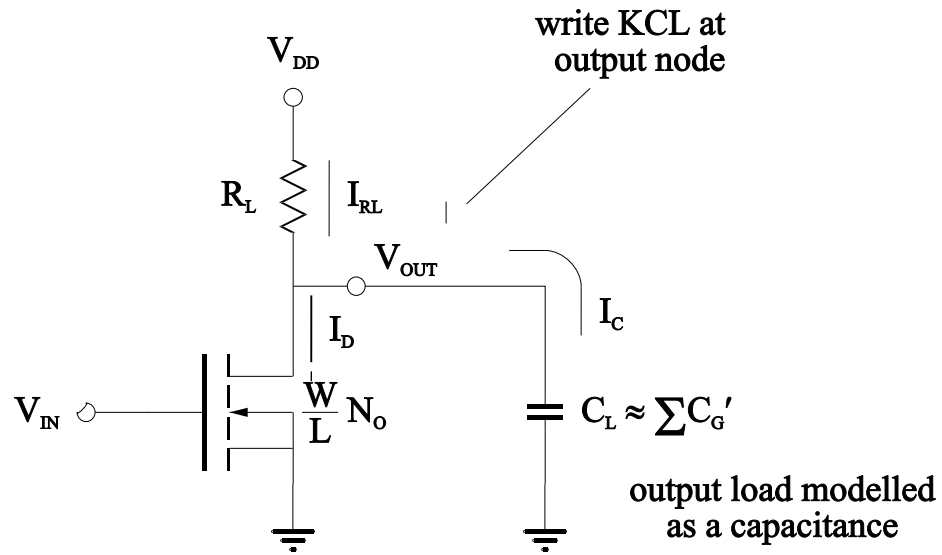 write KCL at
output node
V_DD
R_L
I_RL
V_OUT
I_C
I_D
V_IN
W/L N_O
C_L ≈ ∑C_G′
output load modelled
as a capacitance